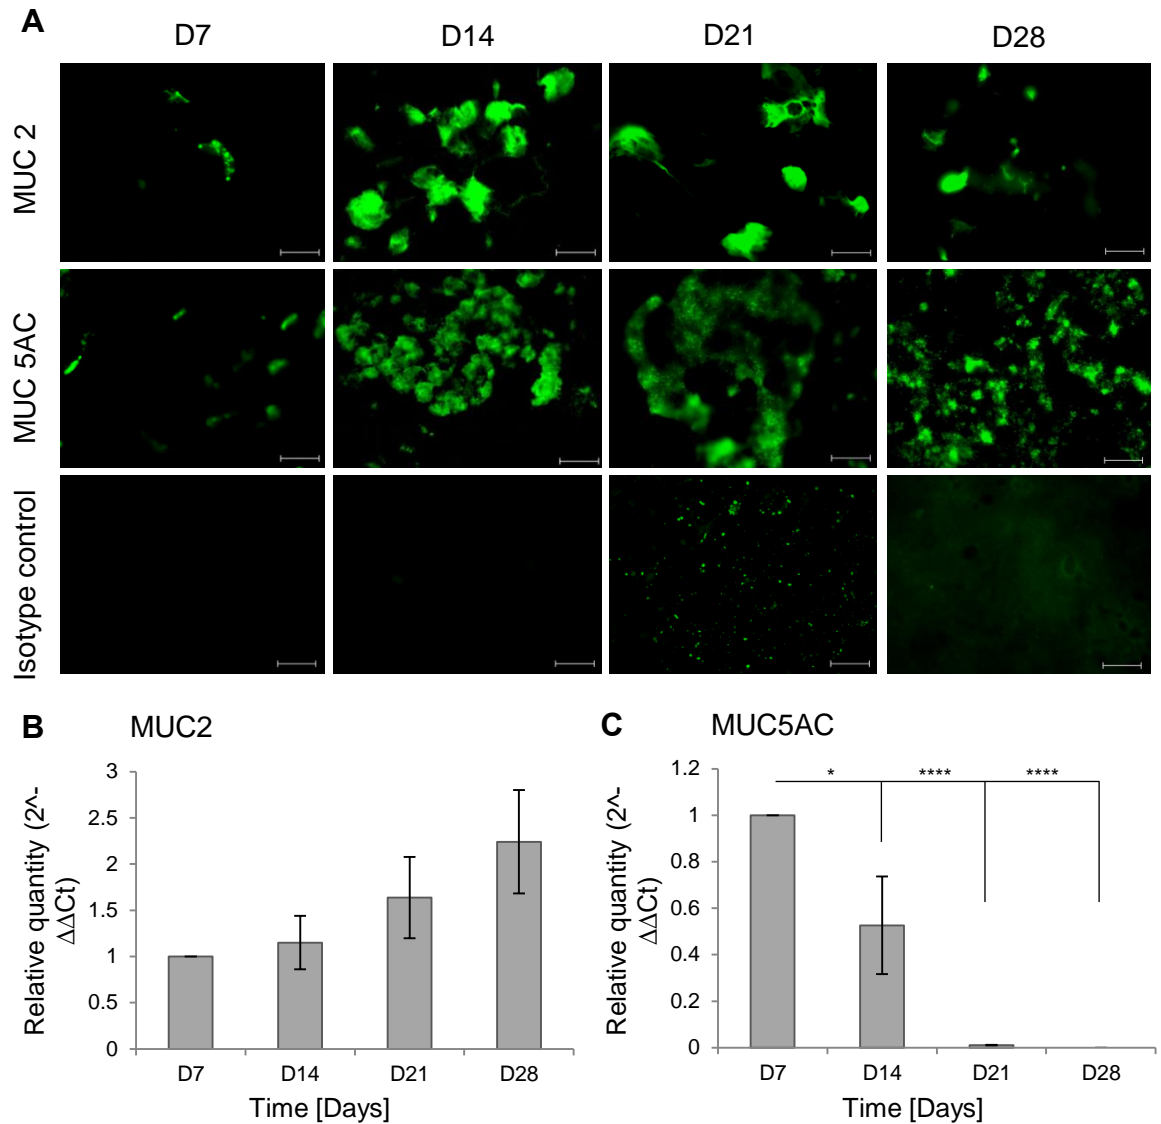 A
D7
D14
D21
D28
MUC 2
MUC 5AC
Isotype control
B
MUC2
Relative quantity (2^-
ΔΔCt)
3
2.5
2
1.5
1
0.5
0
D7
D14
D21
D28
Time [Days]
C
MUC5AC
Relative quantity (2^-
ΔΔCt)
1.2
1
0.8
0.6
0.4
0.2
0
*
****
****
D7
D14
D21
D28
Time [Days]